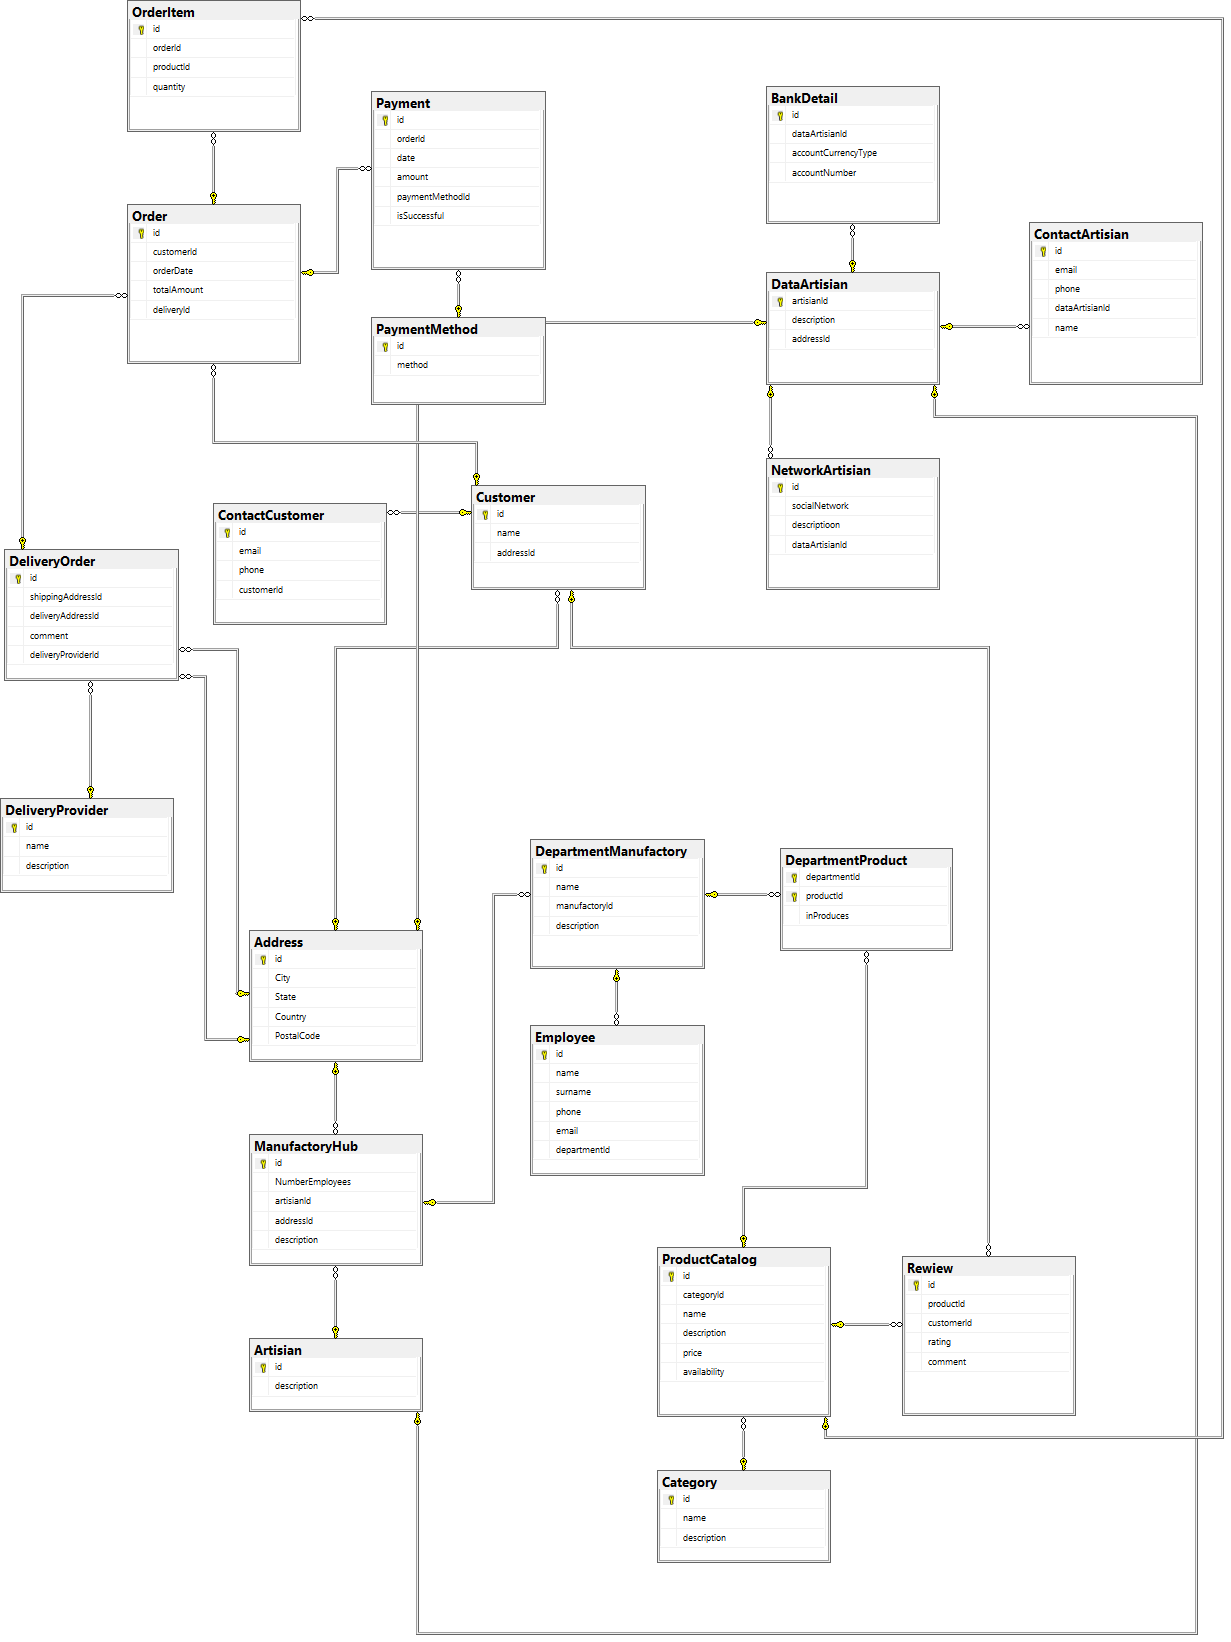 OrderItem
id
orderId
productId
quantity
Payment
id
orderId
date
amount
paymentMethodId
isSuccessful
BankDetail
id
dataArtisianId
accountCurrencyType
accountNumber
Order
id
customerId
orderDate
totalAmount
deliveryId
ContactArtisian
id
email
phone
dataArtisianId
name
DataArtisian
artisianId
description
addressId
PaymentMethod
id
method
NetworkArtisian
id
socialNetwork
descriptioon
dataArtisianId
Customer
id
name
addressId
ContactCustomer
id
email
phone
customerId
DeliveryOrder
id
shippingAddressId
deliveryAddressId
comment
deliveryProviderId
DeliveryProvider
id
name
description
DepartmentManufactory
id
name
manufactoryId
description
DepartmentProduct
departmentId
productId
inProduces
Address
id
City
State
Country
PostalCode
Employee
id
name
surname
phone
email
departmentId
ManufactoryHub
id
NumberEmployees
artisianId
addressId
description
ProductCatalog
id
categoryId
name
description
price
availability
Rewiew
id
productId
customerId
rating
comment
Artisian
id
description
Category
id
name
description